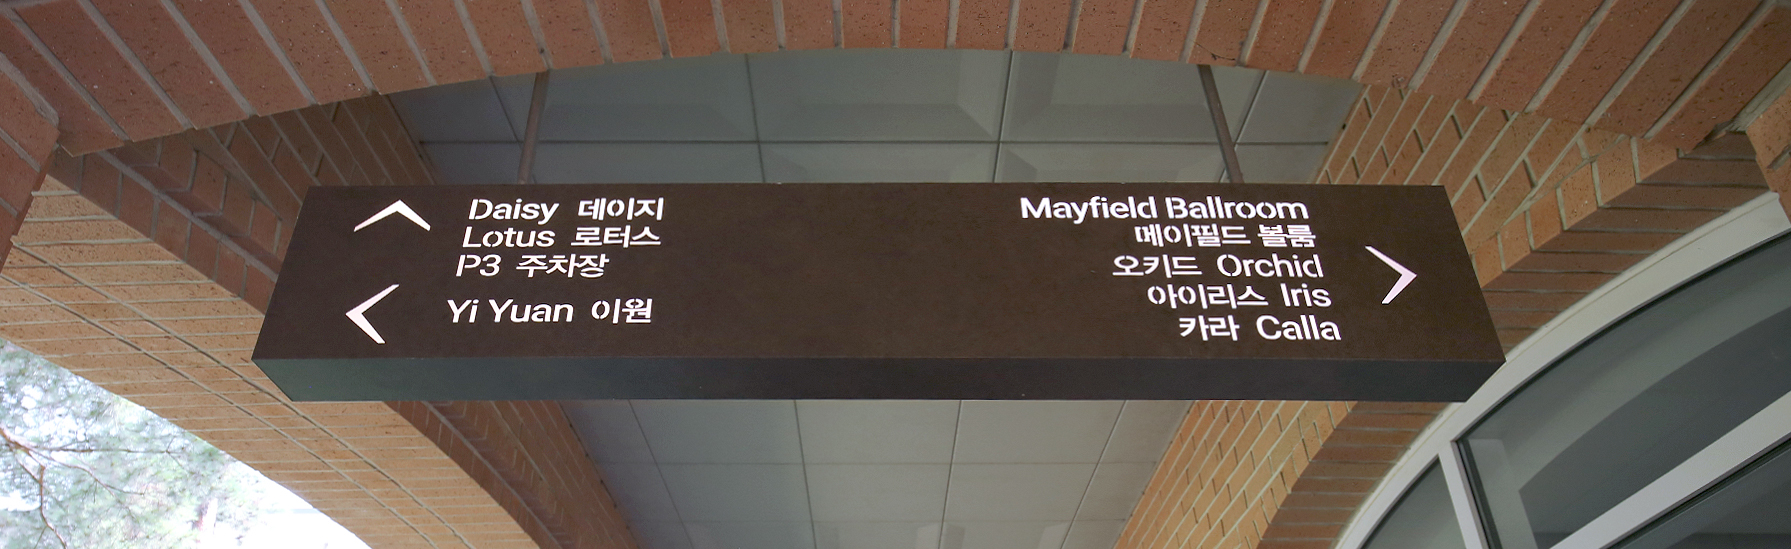 Daisy 데이지
Lotus 로터스
P3 주차장
Yi Yuan 이원
Mayfield Ballroom
메이필드 볼룸
오키드 Orchid
아이리스 Iris
카라 Calla